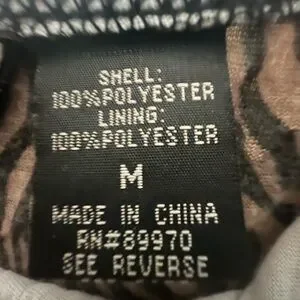 SHELL:
100%POLYESTER
LINING:
100%POLYESTER
M
MADE IN CHINA
RN#89970
SEE REVERSE